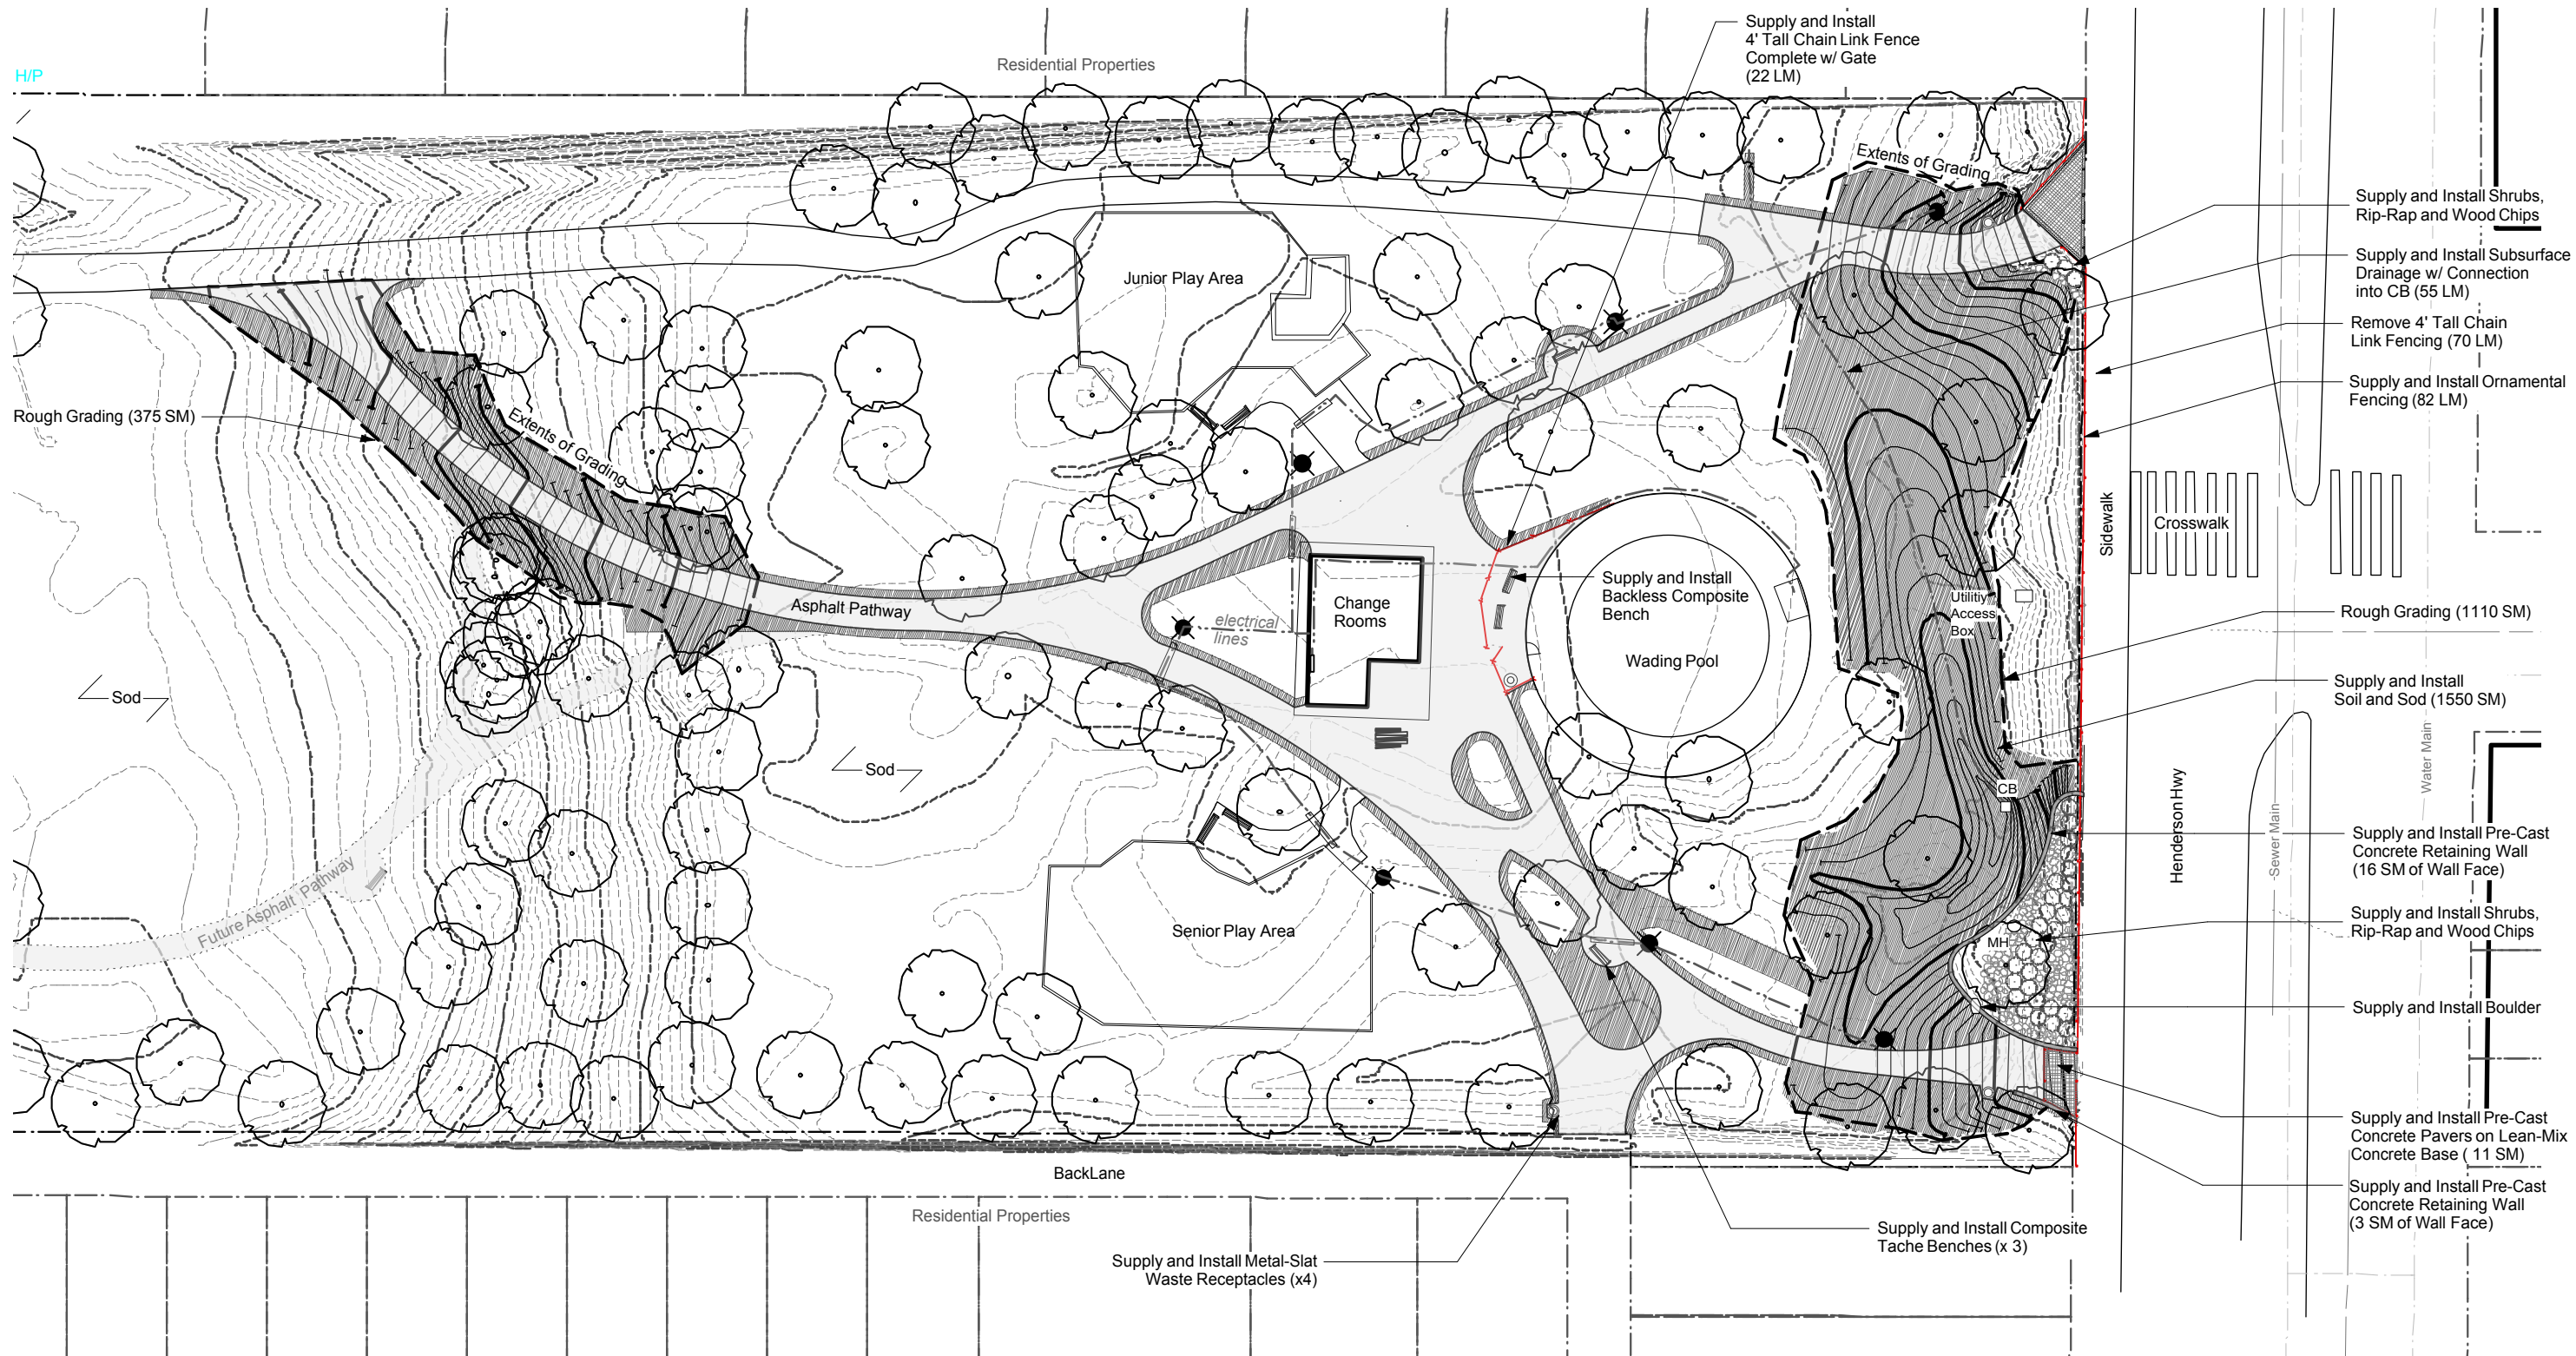 Supply and Install
4' Tall Chain Link Fence
Complete w/ Gate
(22 LM)
Residential Properties
H/P
Extents of Grading
Supply and Install Shrubs,
Rip-Rap and Wood Chips
Supply and Install Subsurface
Drainage w/ Connection
into CB (55 LM)
Junior Play Area
Remove 4' Tall Chain
Link Fencing (70 LM)
Supply and Install Ornamental
Fencing (82 LM)
Rough Grading (375 SM)
Extents of Grading
Sidewalk
Crosswalk
Supply and Install
Backless Composite
Bench
Change
Rooms
Asphalt Pathway
electrical
lines
Utilitiy
Access
Box
Rough Grading (1110 SM)
Wading Pool
Supply and Install
Soil and Sod (1550 SM)
Sod
Sod
Water Main
CB
Henderson Hwy
Sewer Main
Supply and Install Pre-Cast
Concrete Retaining Wall
(16 SM of Wall Face)
Future Asphalt Pathway
Senior Play Area
Supply and Install Shrubs,
Rip-Rap and Wood Chips
MH
Supply and Install Boulder
Supply and Install Pre-Cast
Concrete Pavers on Lean-Mix
Concrete Base ( 11 SM)
BackLane
Supply and Install Pre-Cast
Concrete Retaining Wall
(3 SM of Wall Face)
Residential Properties
Supply and Install Composite
Tache Benches (x 3)
Supply and Install Metal-Slat
Waste Receptacles (x4)